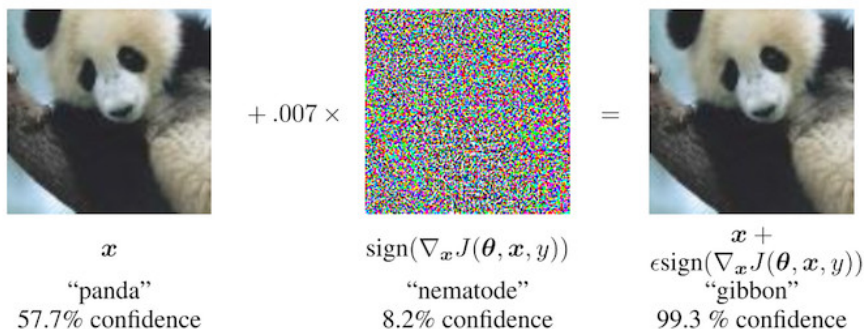 + .007 ×
=
x
sign(∇ₓJ(θ, x, y))
x +
ϵsign(∇ₓJ(θ, x, y))
“panda”
“nematode”
“gibbon”
57.7% confidence
8.2% confidence
99.3 % confidence